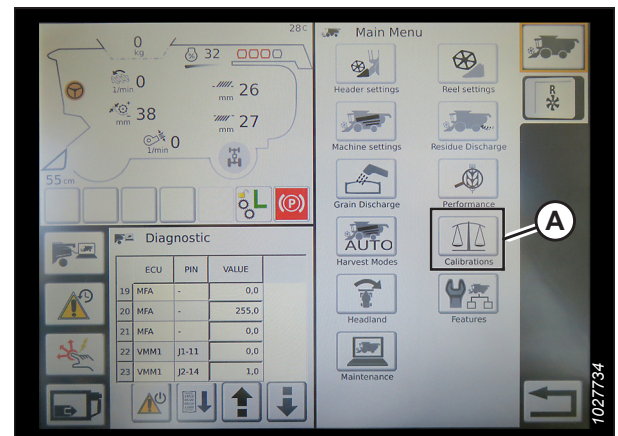 28c
0
kg
32
0
1/min
26
mm
38
mm
27
mm
0
1/min
55 cm
L
(P)
Diagnostic
ECU PIN VALUE
19 MFA - 0,0
20 MFA - 255,0
21 MFA - 0,0
22 VMM1 J1-11 0,0
23 VMM1 J2-14 1,0
Main Menu
Header settings
Reel settings
Machine settings
Residue Discharge
Grain Discharge
Performance
AUTO
Harvest Modes
Calibrations
Headland
Features
Maintenance
R
A
1027734